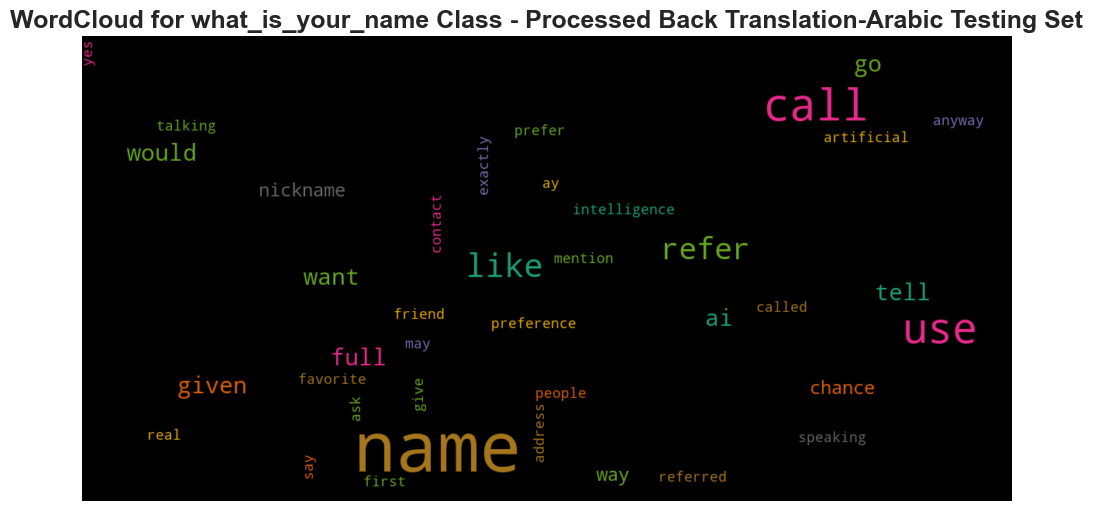 WordCloud for what_is_your_name Class - Processed Back Translation-Arabic Testing Set
yes
go
call
talking
prefer
artificial
anyway
would
exactly
nickname
ay
contact
intelligence
like
mention
refer
want
tell
friend
preference
ai
called
use
full
may
given
favorite
give
people
chance
ask
address
real
name
speaking
say
first
way
referred